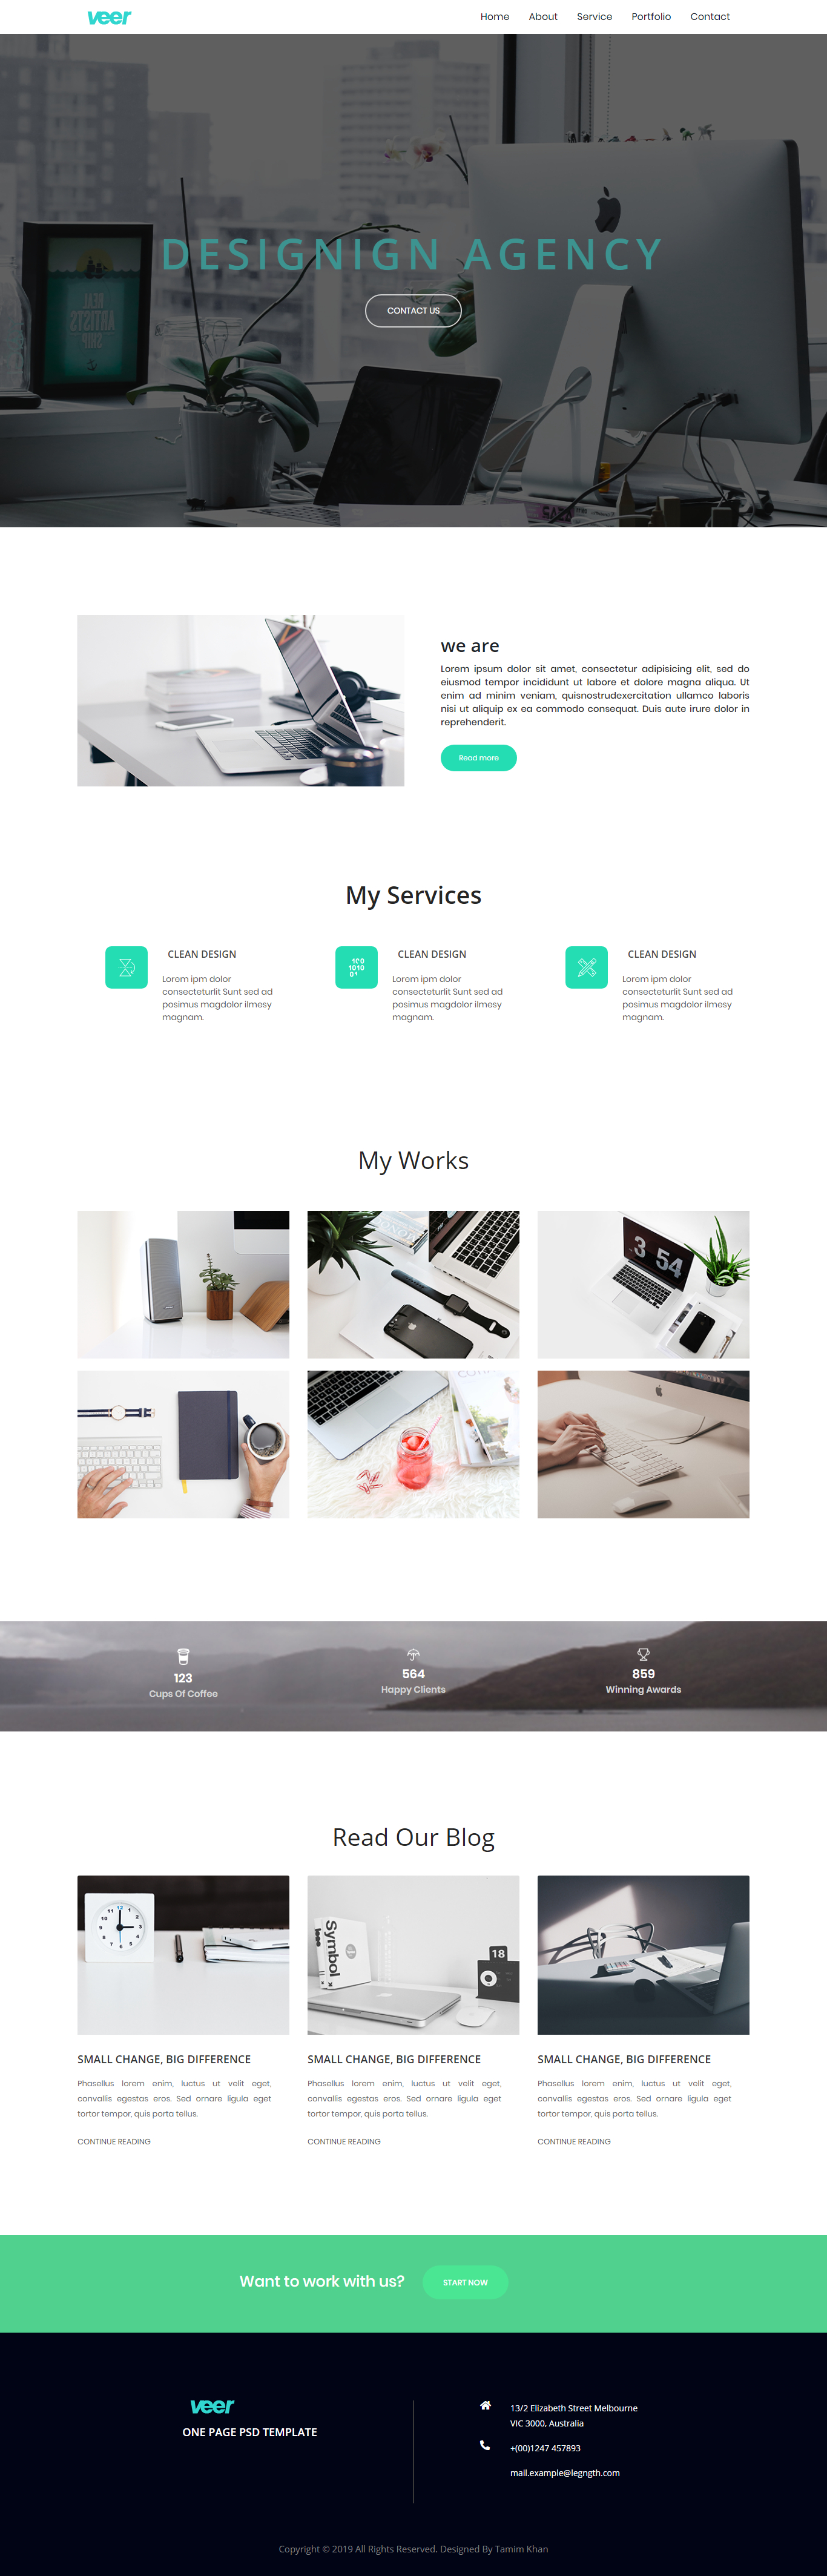 veer
Home About Service Portfolio Contact
DESIGNIGN AGENCY
CONTACT US
we are
Lorem ipsum dolor sit amet, consectetur adipisicing elit, sed do
eiusmod tempor incididunt ut labore et dolore magna aliqua. Ut
enim ad minim veniam, quisnostrudexercitation ullamco laboris
nisi ut aliquip ex ea commodo consequat. Duis aute irure dolor in
reprehenderit.
Read more
My Services
CLEAN DESIGN
Lorem ipm dolor
consecteturlit Sunt sed ad
posimus magdolor ilmosy
magnam.
CLEAN DESIGN
Lorem ipm dolor
consecteturlit Sunt sed ad
posimus magdolor ilmosy
magnam.
CLEAN DESIGN
Lorem ipm dolor
consecteturlit Sunt sed ad
posimus magdolor ilmosy
magnam.
My Works
3 54
123
Cups Of Coffee
564
Happy Clients
859
Winning Awards
Read Our Blog
Symbol
18
SMALL CHANGE, BIG DIFFERENCE
Phasellus lorem enim, luctus ut velit eget,
convallis egestas eros. Sed ornare ligula eget
tortor tempor, quis porta tellus.
CONTINUE READING
SMALL CHANGE, BIG DIFFERENCE
Phasellus lorem enim, luctus ut velit eget,
convallis egestas eros. Sed ornare ligula eget
tortor tempor, quis porta tellus.
CONTINUE READING
SMALL CHANGE, BIG DIFFERENCE
Phasellus lorem enim, luctus ut velit eget,
convallis egestas eros. Sed ornare ligula eget
tortor tempor, quis porta tellus.
CONTINUE READING
Want to work with us?
START NOW
veer
ONE PAGE PSD TEMPLATE
13/2 Elizabeth Street Melbourne
VIC 3000, Australia
+(00)1247 457893
mail.example@legngth.com
Copyright © 2019 All Rights Reserved. Designed By Tamim Khan